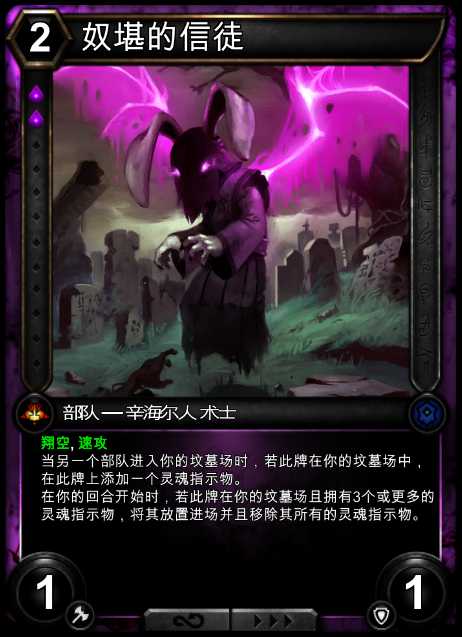 2
奴堪的信徒
部队 — 辛海尔人 术士
翔空, 速攻
当另一个部队进入你的坟墓场时，若此牌在你的坟墓场中，
在此牌上添加一个灵魂指示物。
在你的回合开始时，若此牌在你的坟墓场且拥有3个或更多的
灵魂指示物，将其放置进场并且移除其所有的灵魂指示物。
1
1